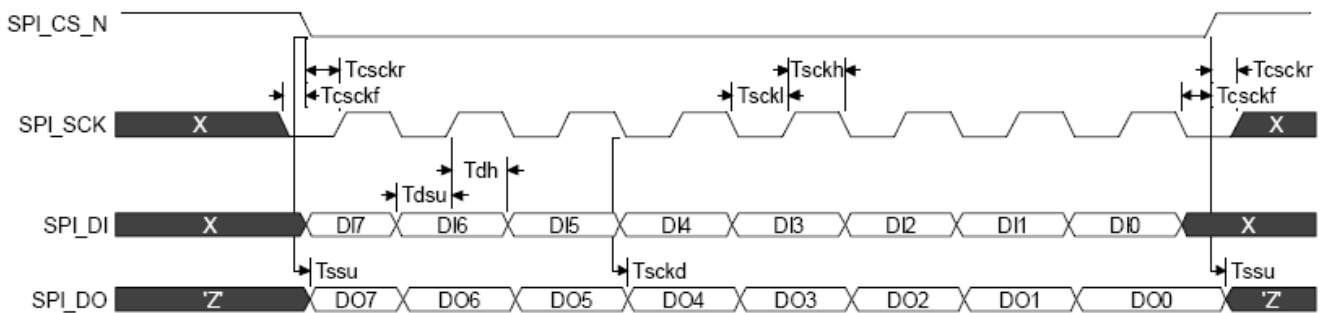 SPI_CS_N
Tcsckr Tsckh Tcsckr
Tcsckf Tsckl Tcsckf
SPI_SCK X X
Tdh
Tdsu
SPI_DI X DI7 DI6 DI5 DI4 DI3 DI2 DI1 DI0 X
Tssu Tsckd Tssu
SPI_DO 'Z' DO7 DO6 DO5 DO4 DO3 DO2 DO1 DO0 'Z'